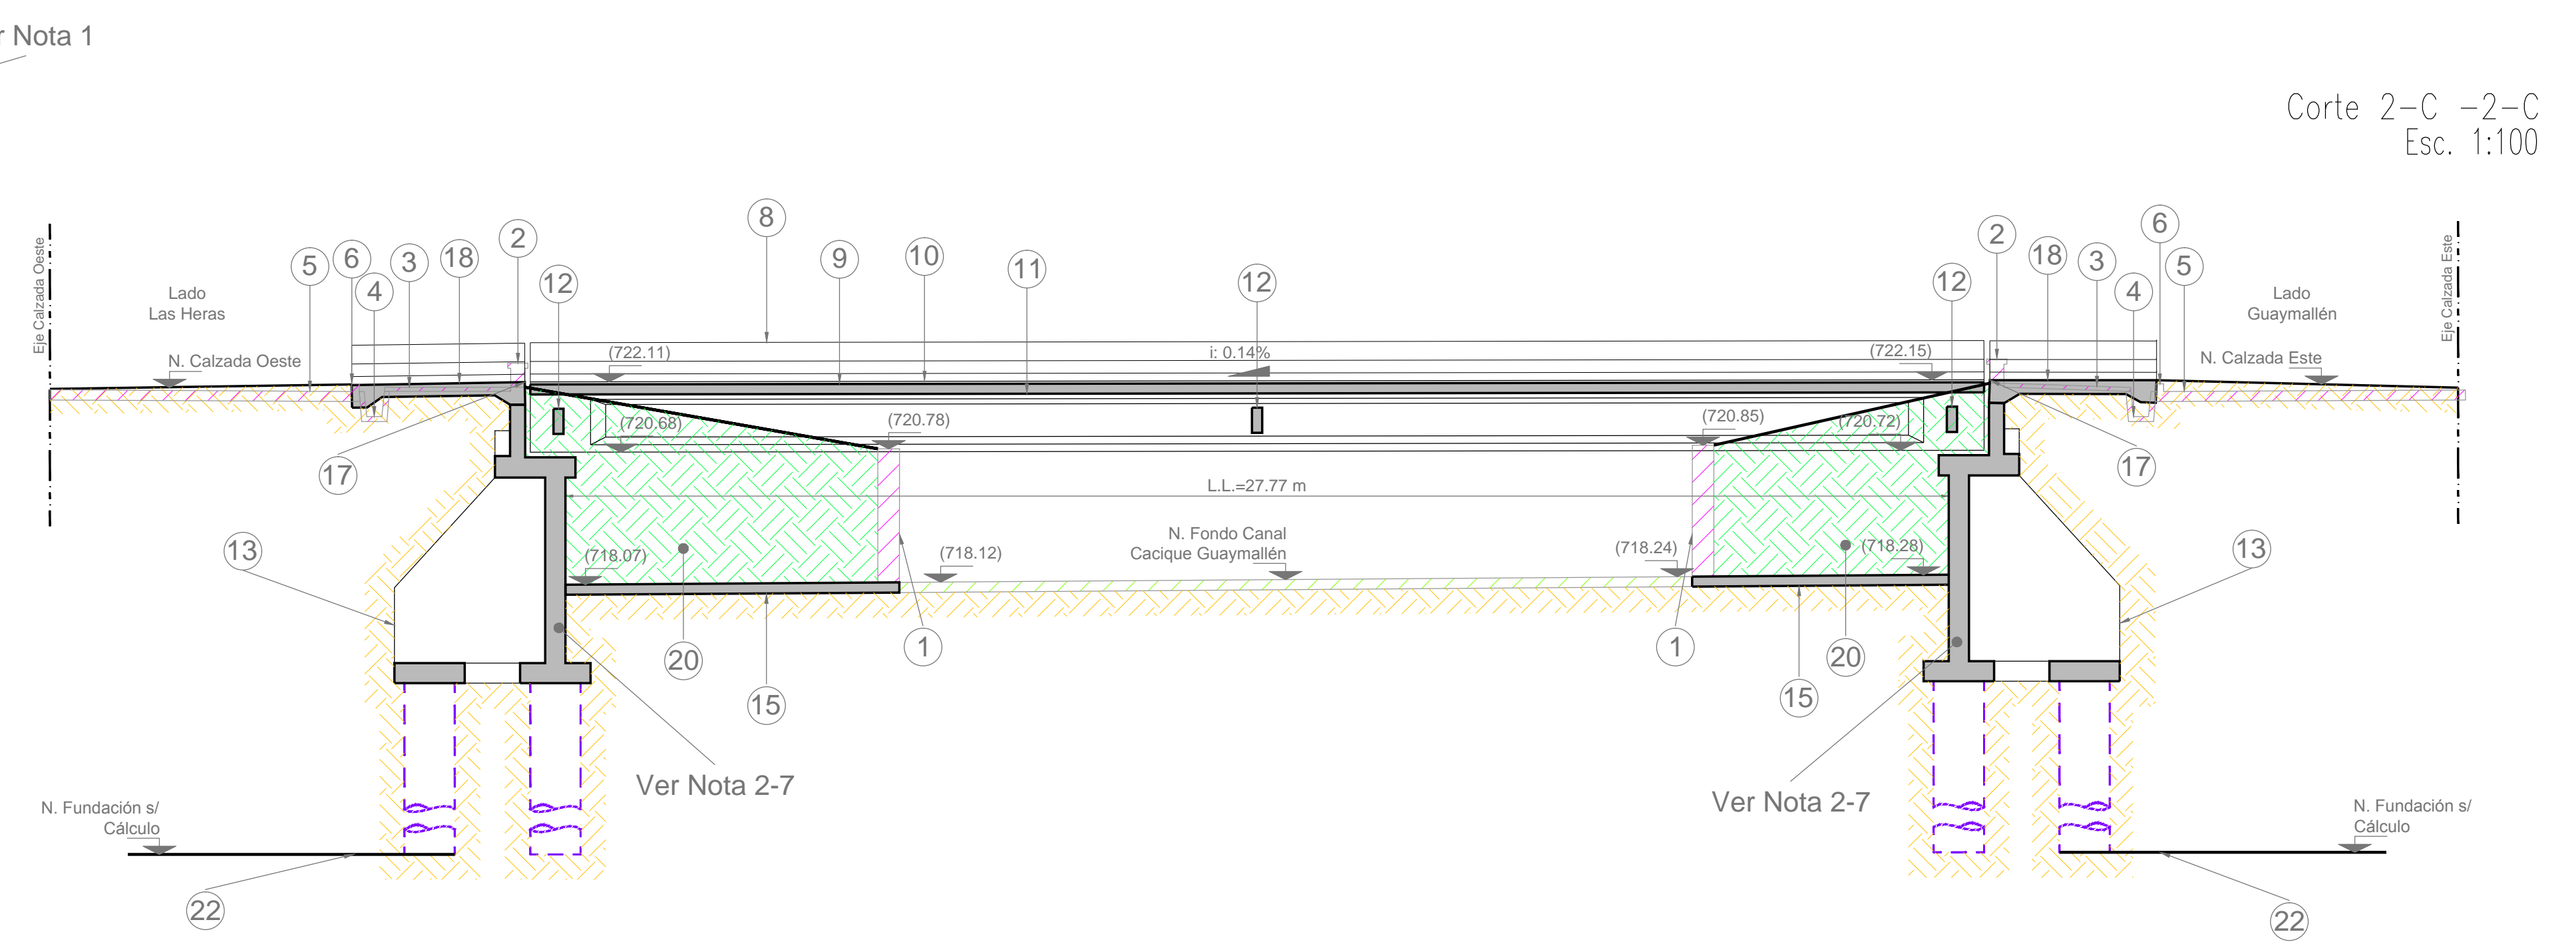 r Nota 1
Corte 2-C -2-C
Esc. 1:100
Eje Calzada Oeste
Lado
Las Heras
N. Calzada Oeste
5
6
4
3
18
2
12
8
9
10
11
12
12
2
18
3
4
6
5
Lado
Guaymallén
N. Calzada Este
Eje Calzada Este
(722.11)
i: 0.14%
(722.15)
(720.68)
(720.78)
(720.85)
(720.72)
17
17
L.L.=27.77 m
13
(718.07)
(718.12)
N. Fondo Canal
Cacique Guaymallén
(718.24)
(718.28)
13
20
1
1
20
15
15
Ver Nota 2-7
Ver Nota 2-7
N. Fundación s/
Cálculo
N. Fundación s/
Cálculo
22
22